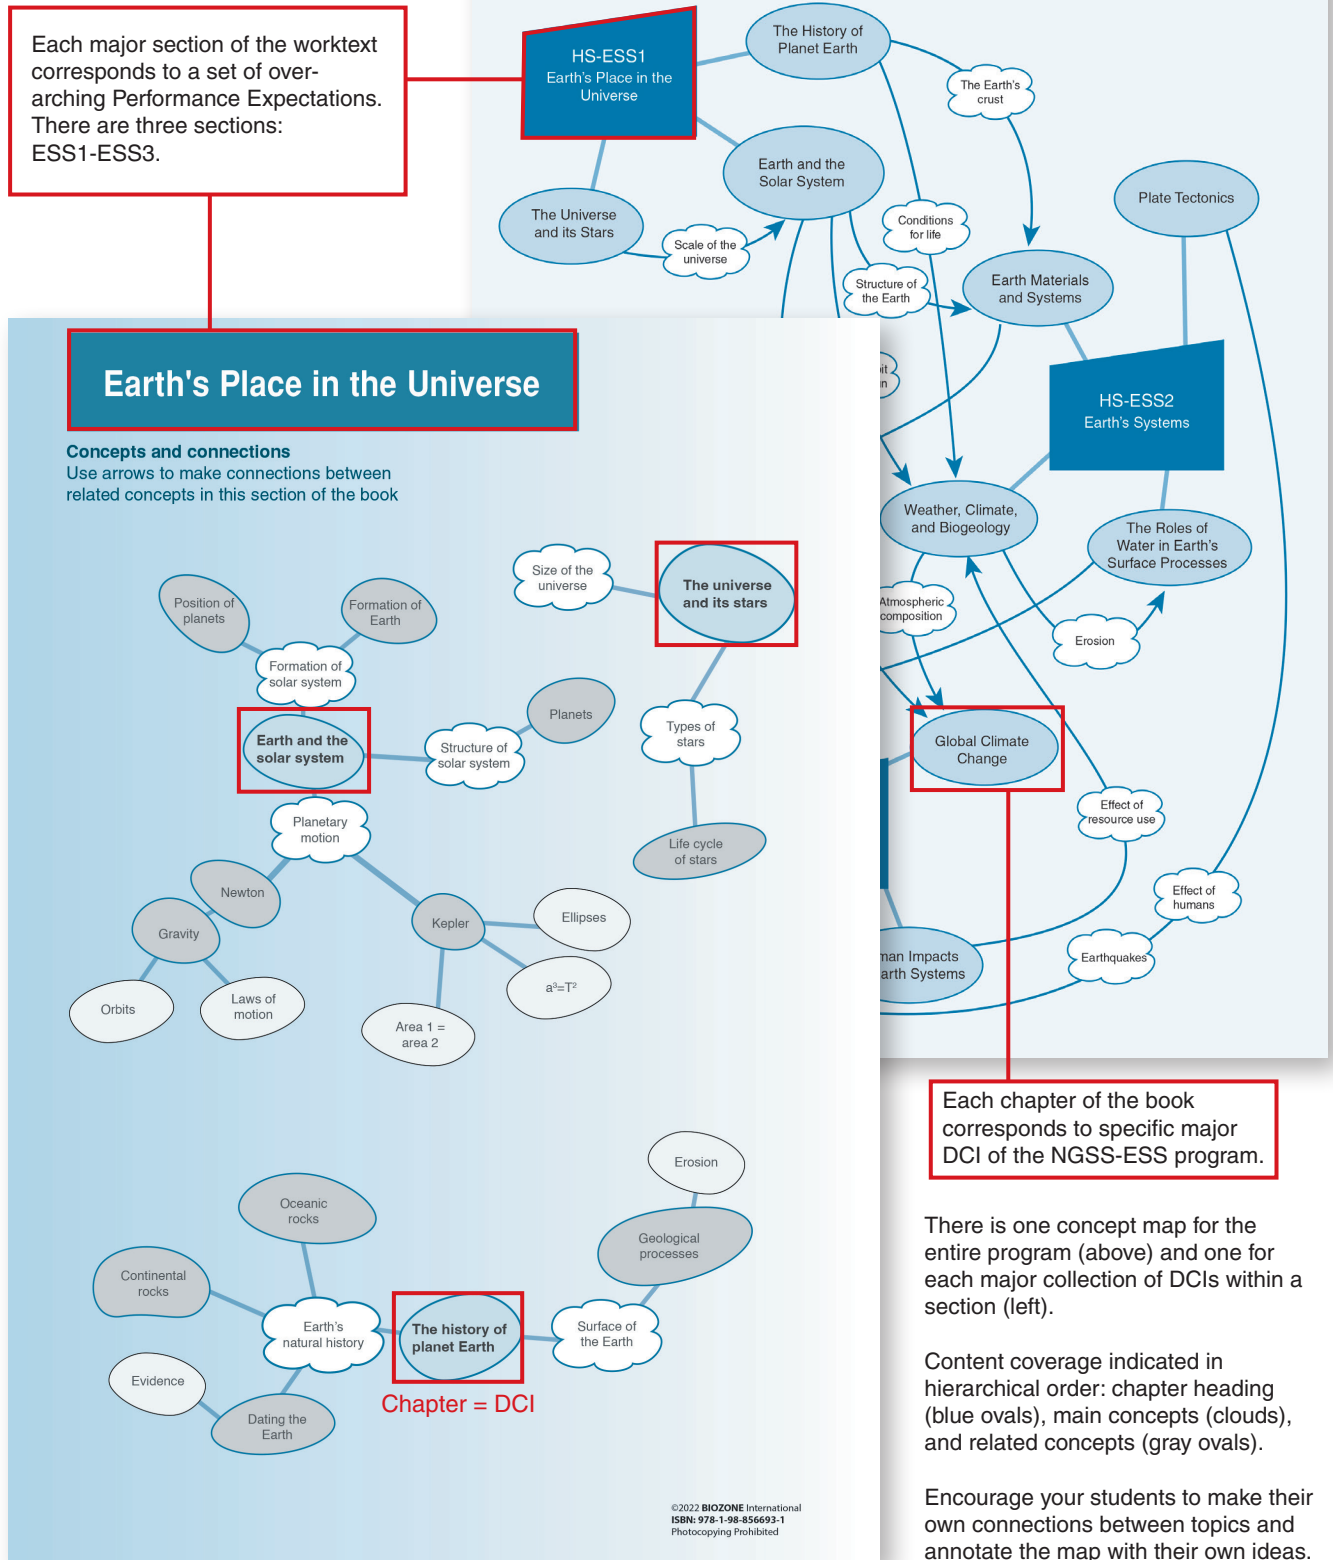 Each major section of the worktext
corresponds to a set of over-
arching Performance Expectations.
There are three sections:
ESS1-ESS3.
HS-ESS1
Earth's Place in the
Universe
The History of
Planet Earth
The Earth's
crust
Earth and the
Solar System
Plate Tectonics
The Universe
and its Stars
Scale of the
universe
Conditions
for life
Structure of
the Earth
Earth Materials
and Systems
HS-ESS2
Earth's Systems
Weather, Climate,
and Biogeology
The Roles of
Water in Earth's
Surface Processes
Atmospheric
composition
Erosion
Global Climate
Change
Effect of
resource use
Effect of
humans
Earthquakes
man Impacts
arth Systems
Earth's Place in the Universe
Concepts and connections
Use arrows to make connections between
related concepts in this section of the book
Size of the
universe
The universe
and its stars
Position of
planets
Formation of
Earth
Formation of
solar system
Planets
Types of
stars
Earth and the
solar system
Structure of
solar system
Planetary
motion
Life cycle
of stars
Newton
Gravity
Kepler
Ellipses
a³=T²
Orbits
Laws of
motion
Area 1 =
area 2
Erosion
Oceanic
rocks
Geological
processes
Continental
rocks
Earth's
natural history
The history of
planet Earth
Surface of
the Earth
Evidence
Chapter = DCI
Dating the
Earth
©2022 BIOZONE International
ISBN: 978-1-98-856693-1
Photocopying Prohibited
Each chapter of the book
corresponds to specific major
DCI of the NGSS-ESS program.
There is one concept map for the
entire program (above) and one for
each major collection of DCIs within a
section (left).
Content coverage indicated in
hierarchical order: chapter heading
(blue ovals), main concepts (clouds),
and related concepts (gray ovals).
Encourage your students to make their
own connections between topics and
annotate the map with their own ideas.